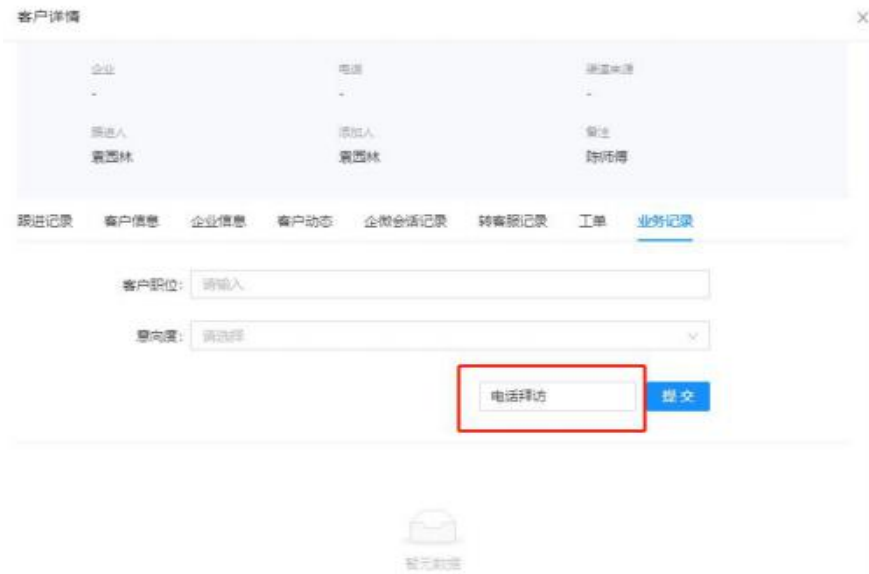 客户详情
企业 电话 渠道来源
- - -
跟进人 添加人 备注
袁园林 袁园林 陈师傅
跟进记录 客户信息 企业信息 客户动态 企微会话记录 转客服记录 工单 业务记录
客户职位: 请输入
意向度: 请选择
电话拜访 提交
暂无数据